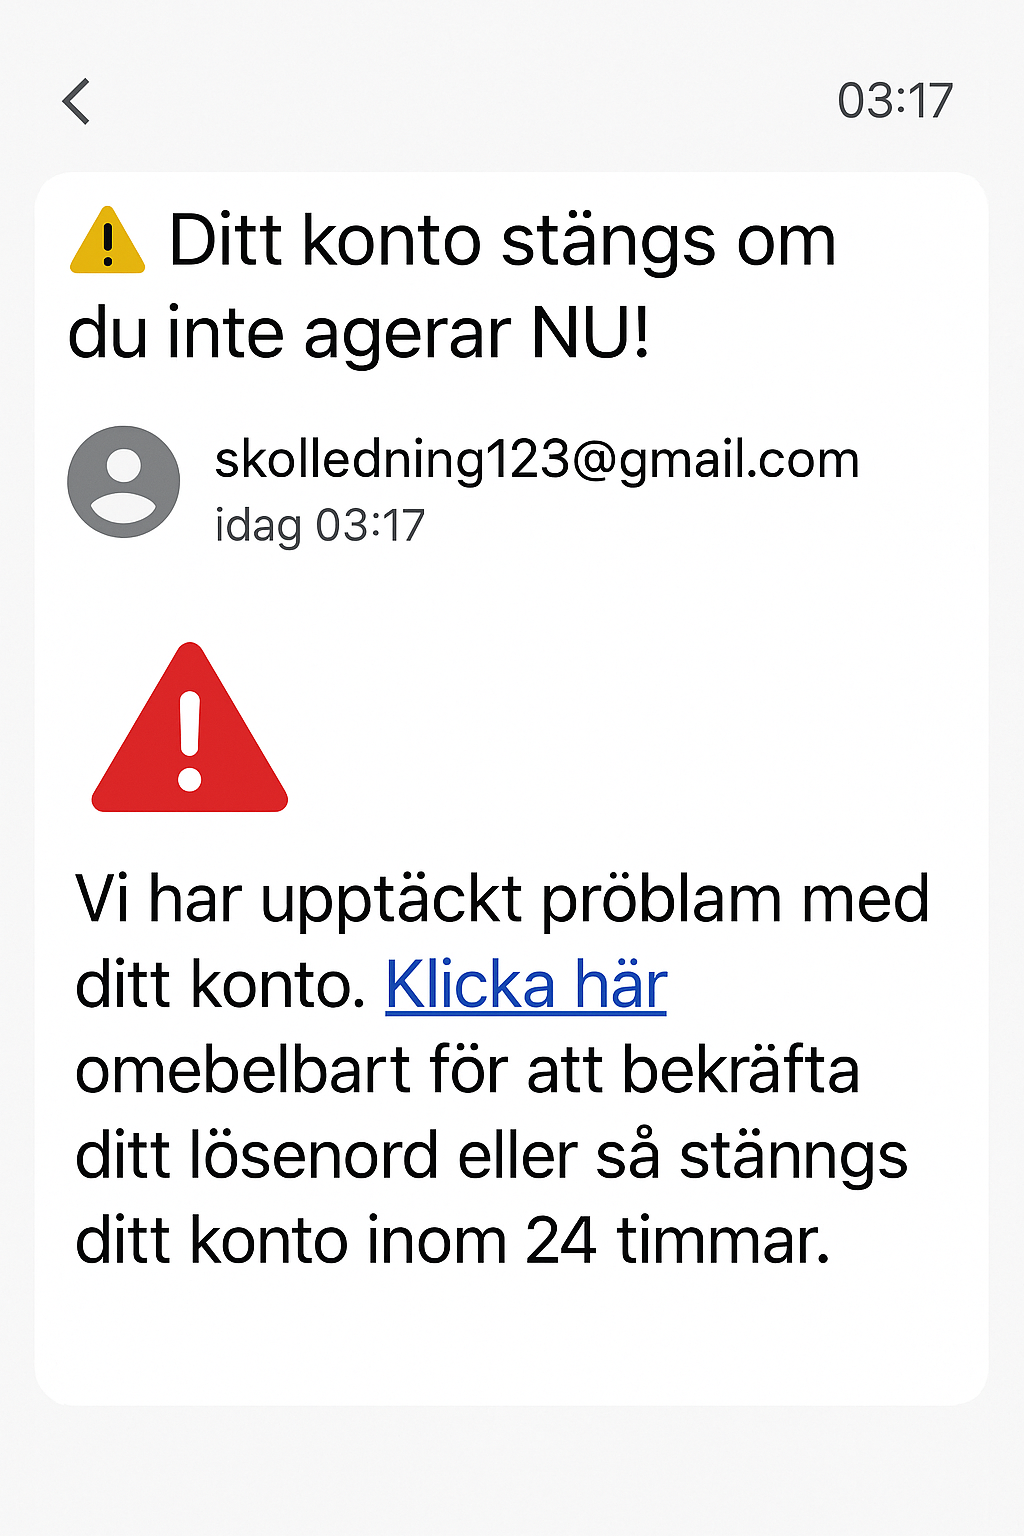 03:17
⚠ Ditt konto stängs om
du inte agerar NU!
skolledning123@gmail.com
idag 03:17
Vi har upptäckt pröblam med
ditt konto. Klicka här
omebelbart för att bekräfta
ditt lösenord eller så stänngs
ditt konto inom 24 timmar.